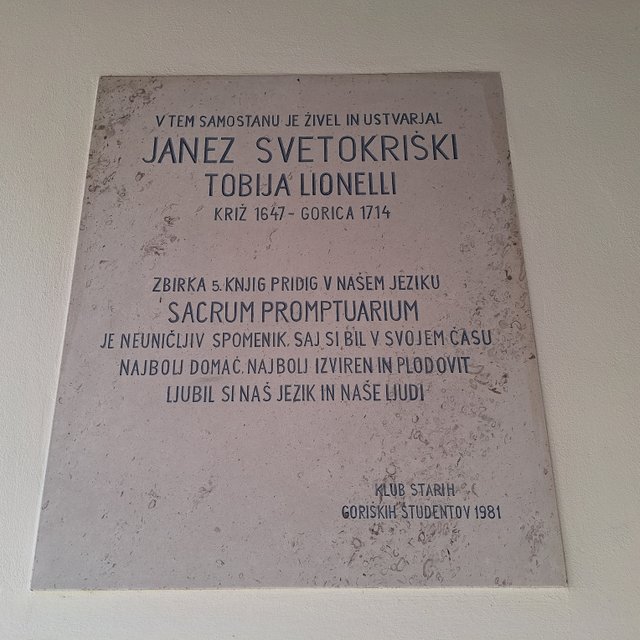 V TEM SAMOSTANU JE ŽIVEL IN USTVARJAL
JANEZ SVETOKRIŠKI
TOBIJA LIONELLI
KRIŽ 1647 - GORICA 1714
ZBIRKA 5. KNJIG PRIDIG V NAŠEM JEZIKU
SACRUM PROMPTUARIUM
JE NEUNIČLJIV SPOMENIK, SAJ SI BIL V SVOJEM ČASU
NAJBOLJ DOMAČ, NAJBOLJ IZVIREN IN PLODOVIT
LJUBIL SI NAŠ JEZIK IN NAŠE LJUDI
KLUB STARIH
GORIŠKIH ŠTUDENTOV 1981